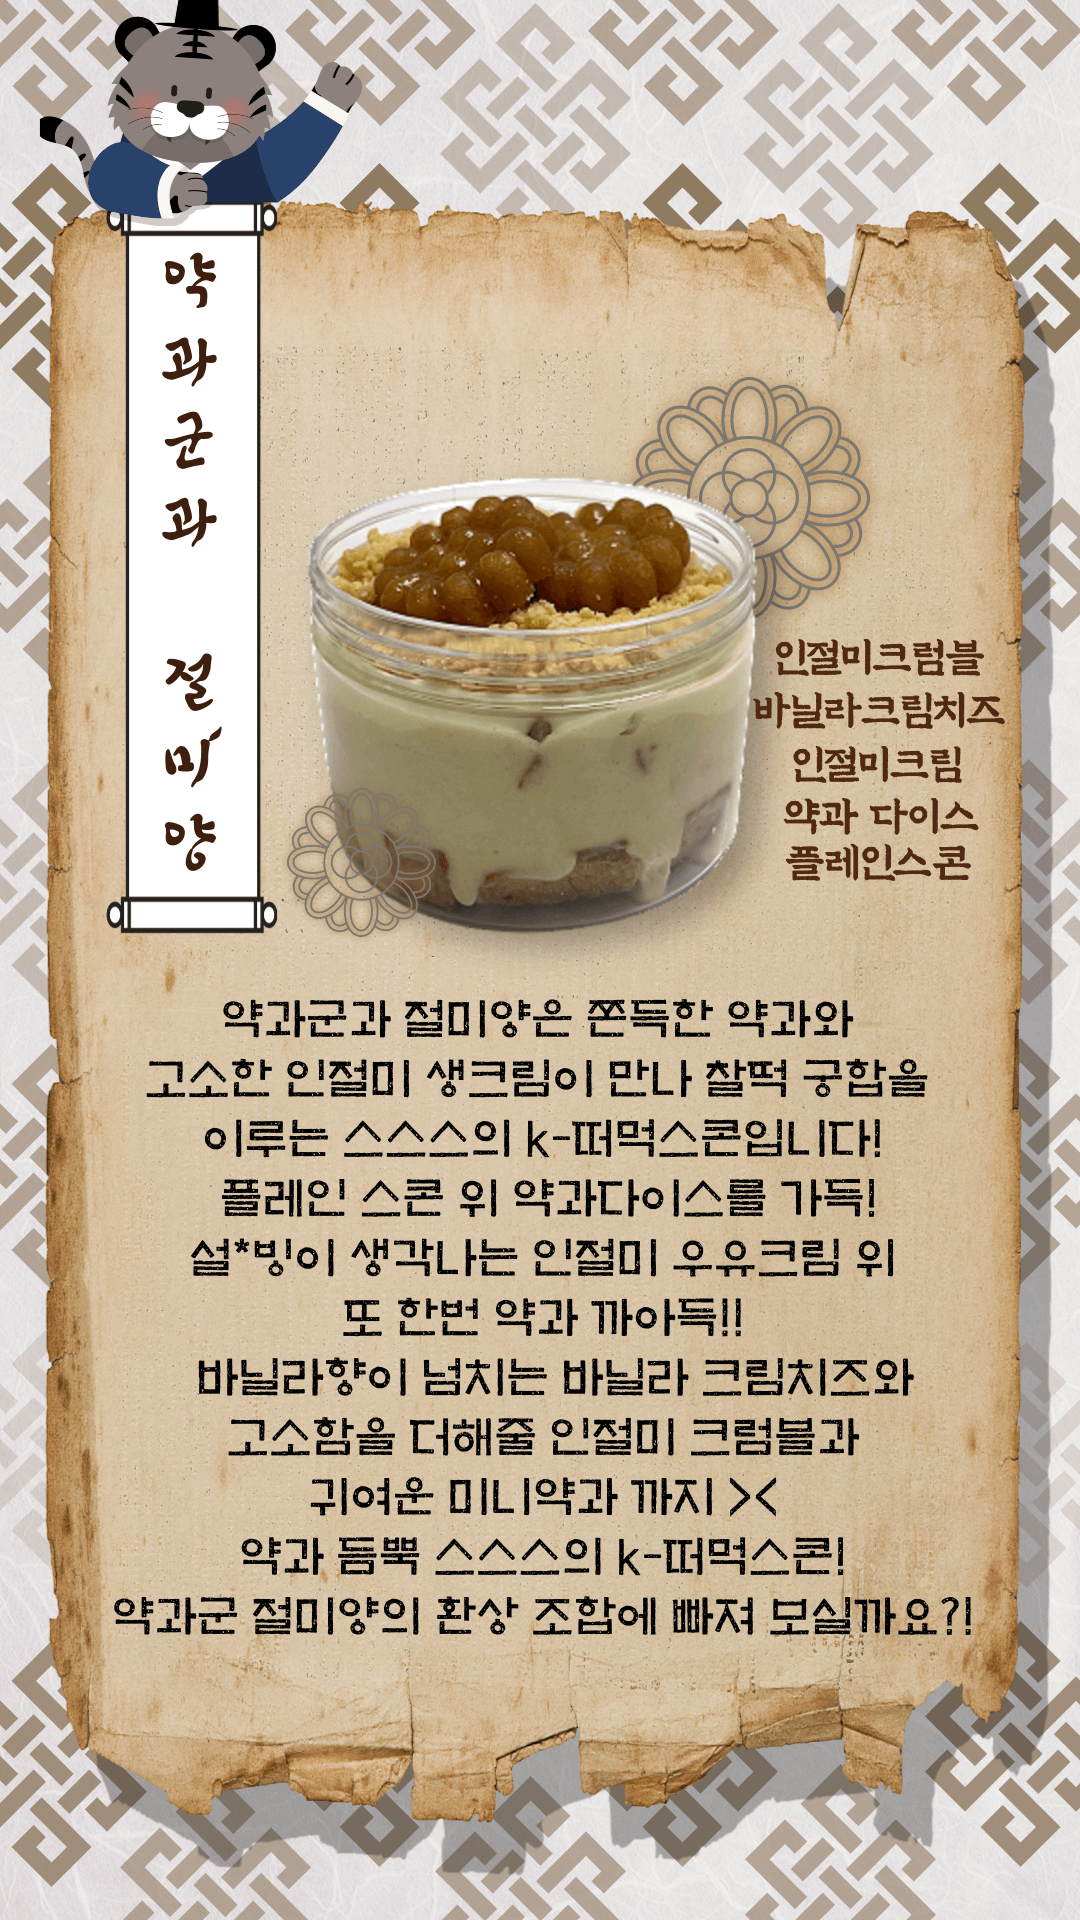 약과군과 절미양
인절미크럼블
바닐라크림치즈
인절미크림
약과 다이스
플레인스콘
약과군과 절미양은 쫀득한 약과와
고소한 인절미 생크림이 만나 찰떡 궁합을
이루는 스스스의 k-떠먹스콘입니다!
플레인 스콘 위 약과다이스를 가득!
설*빙이 생각나는 인절미 우유크림 위
또 한번 약과 까아득!!
바닐라향이 넘치는 바닐라 크림치즈와
고소함을 더해줄 인절미 크럼블과
귀여운 미니약과 까지 ><
약과 듬뿍 스스스의 k-떠먹스콘!
약과군 절미양의 환상 조합에 빠져 보실까요?!